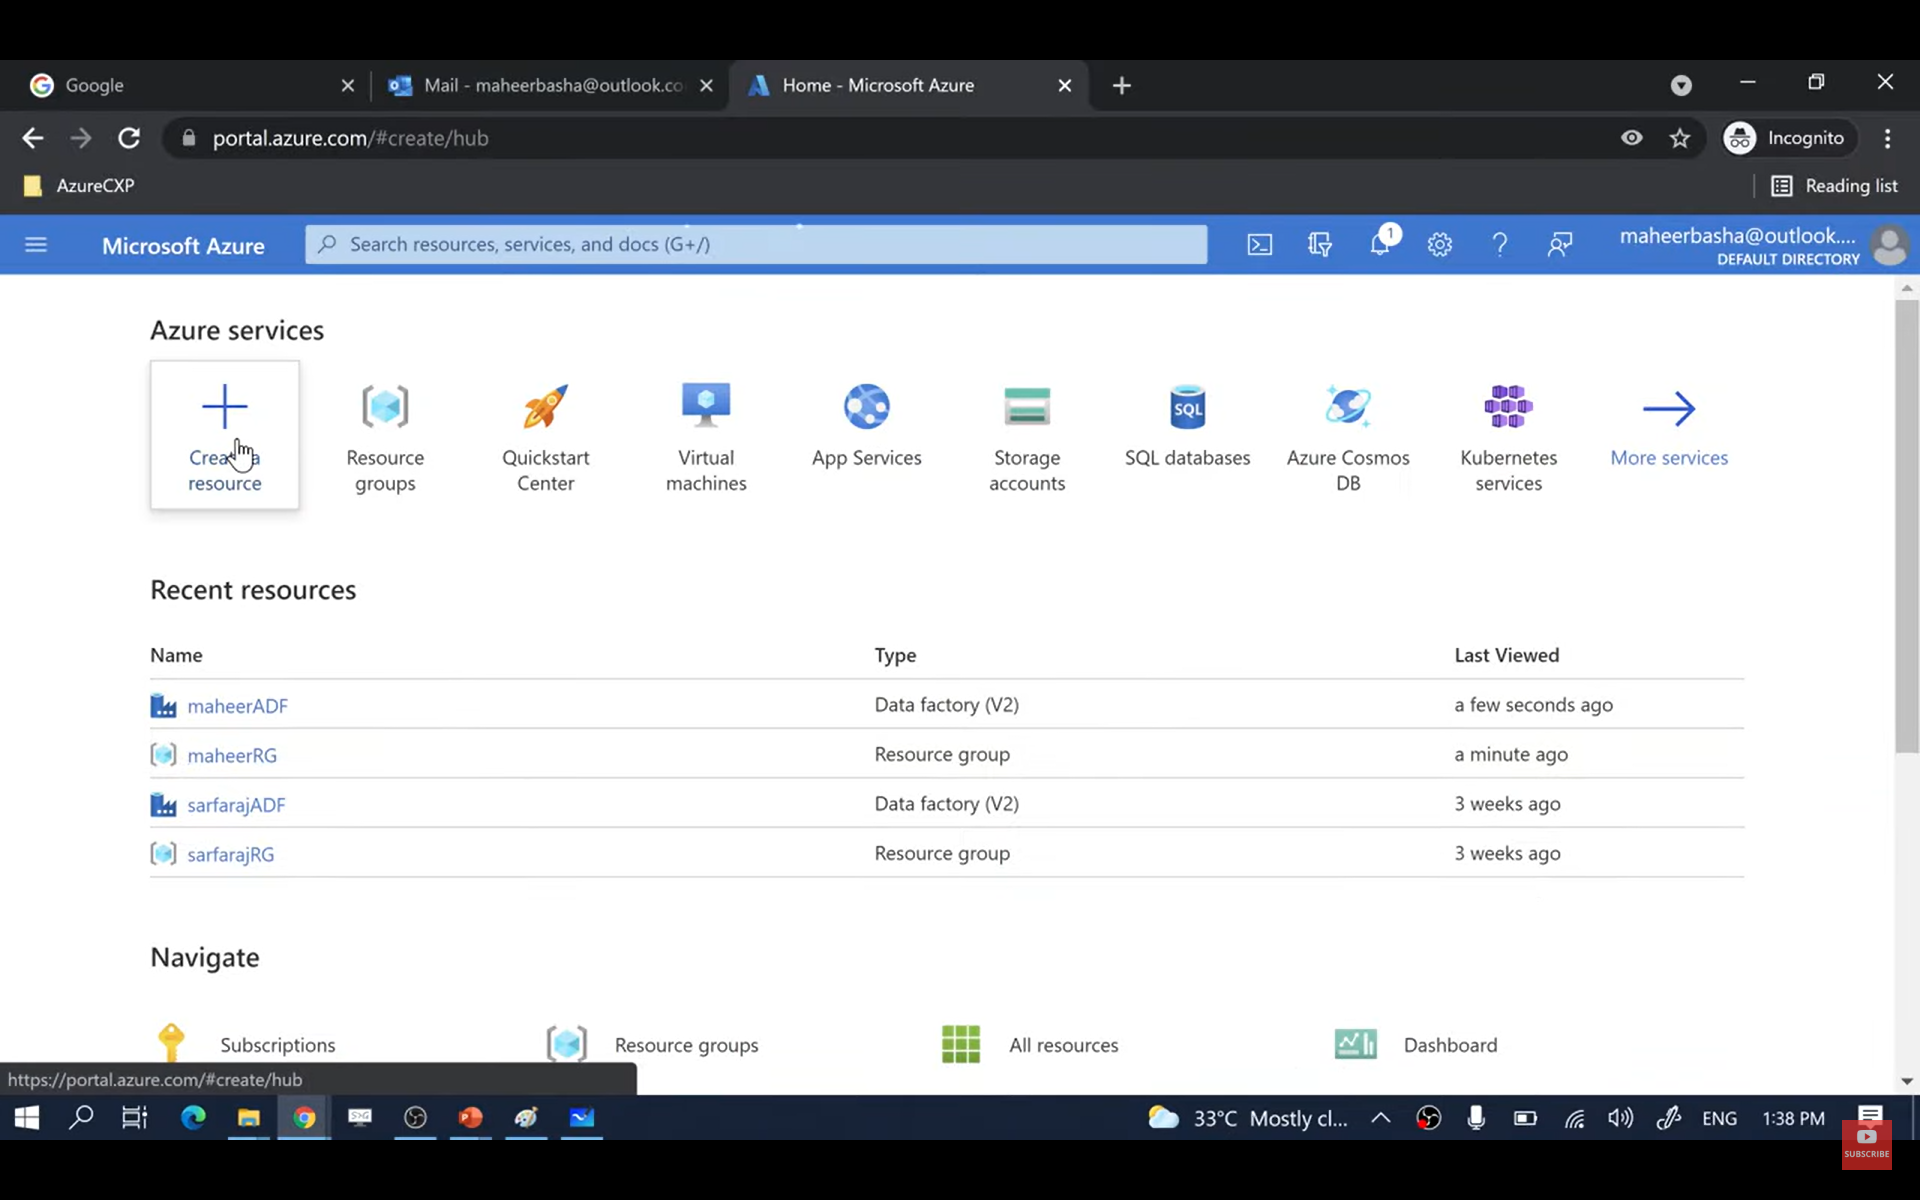 Google
Mail - maheerbasha@outlook.co
Home - Microsoft Azure
portal.azure.com/#create/hub
Incognito
AzureCXP
Reading list
Microsoft Azure
Search resources, services, and docs (G+/)
1
maheerbasha@outlook....
DEFAULT DIRECTORY
Azure services
resource
Resource
groups
Quickstart
Center
Virtual
machines
App Services
Storage
accounts
SQL
SQL databases
Azure Cosmos
DB
Kubernetes
services
More services
Recent resources
Name
Type
Last Viewed
maheerADF
Data factory (V2)
a few seconds ago
maheerRG
Resource group
a minute ago
sarfarajADF
Data factory (V2)
3 weeks ago
sarfarajRG
Resource group
3 weeks ago
Navigate
Subscriptions
Resource groups
All resources
Dashboard
https://portal.azure.com/#create/hub
33°C Mostly cl...
ENG
1:38 PM
SUBSCRIBE